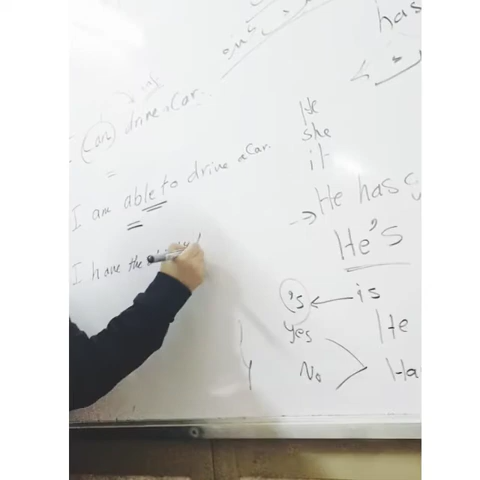 has
I can drive a Car.
I am able to drive a Car.
I have the
He
she
it
He has g
He's
's ← is
Yes
No
He
Ha